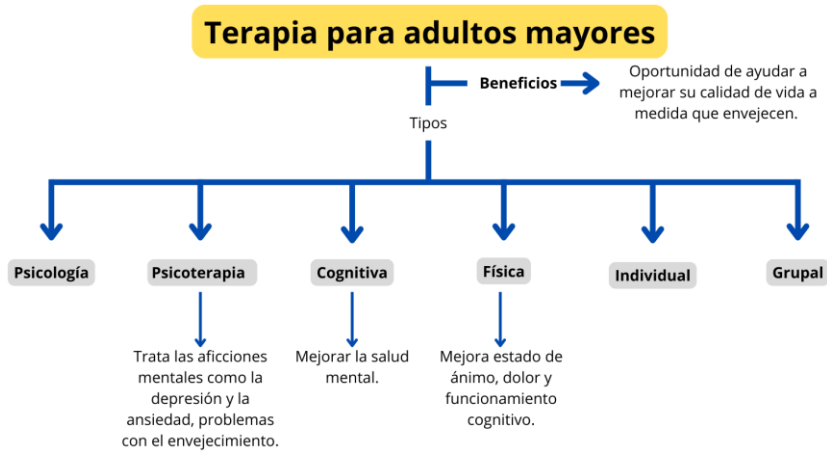 Terapia para adultos mayores
Beneficios
Oportunidad de ayudar a
mejorar su calidad de vida a
medida que envejecen.
Tipos
Psicología
Psicoterapia
Cognitiva
Física
Individual
Grupal
Trata las aficciones
mentales como la
depresión y la
ansiedad, problemas
con el envejecimiento.
Mejorar la salud
mental.
Mejora estado de
ánimo, dolor y
funcionamiento
cognitivo.